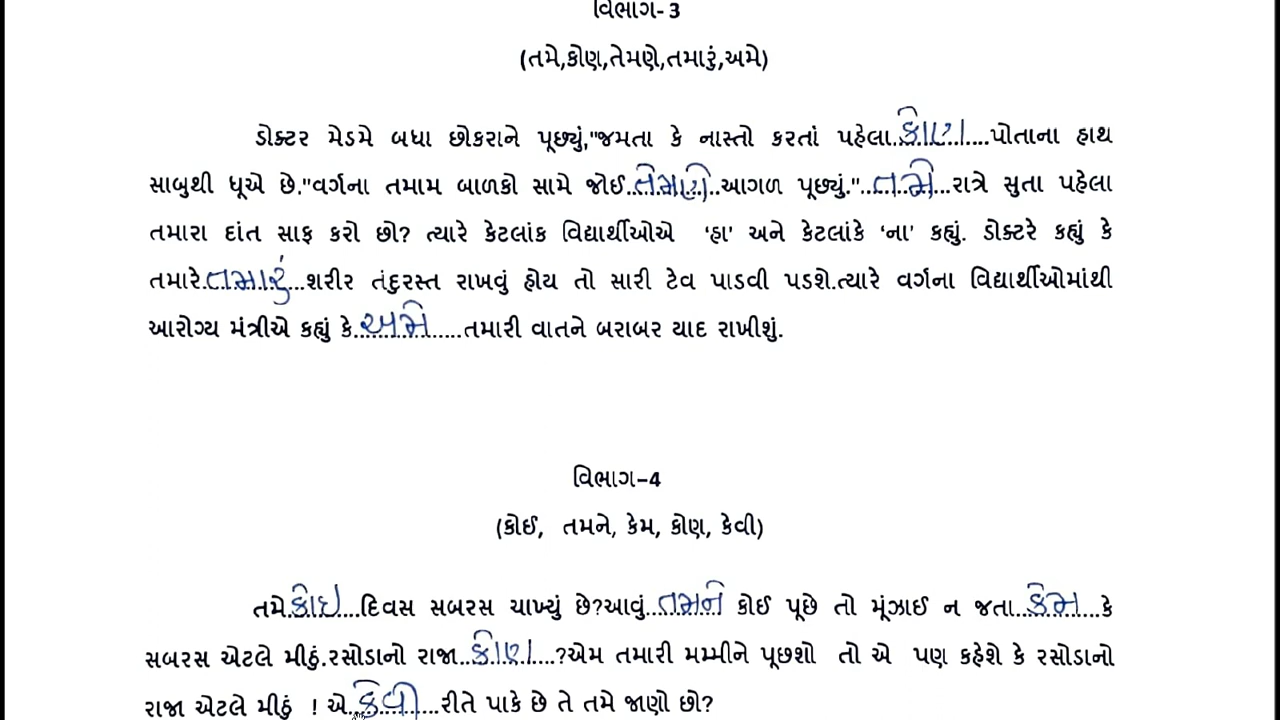 વિભાગ- 3
(તમે,કોણ,તેમણે,તમારું,અમે)
ડોક્ટર મેડમે બધા છોકરાને પૂછ્યું,"જમતા કે નાસ્તો કરતાં પહેલા..કોણ....પોતાના હાથ
સાબુથી ધૂએ છે."વર્ગના તમામ બાળકો સામે જોઈ..તેમણે..આગળ પૂછ્યું."..તમે...રાત્રે સુતા પહેલા
તમારા દાંત સાફ કરો છો? ત્યારે કેટલાંક વિદ્યાર્થીઓએ 'હા' અને કેટલાંકે 'ના' કહ્યું. ડોક્ટરે કહ્યું કે
તમારે.તમારું...શરીર તંદુરસ્ત રાખવું હોય તો સારી ટેવ પાડવી પડશે.ત્યારે વર્ગના વિદ્યાર્થીઓમાંથી
આરોગ્ય મંત્રીએ કહ્યું કે.અમે.....તમારી વાતને બરાબર યાદ રાખીશું.
વિભાગ-4
(કોઈ, તમને, કેમ, કોણ, કેવી)
તમે.કોઈ...દિવસ સબરસ ચાખ્યું છે?આવું..તમને કોઈ પૂછે તો મૂંઝાઈ ન જતા..કેમ...કે
સબરસ એટલે મીઠું.રસોડાનો રાજા..કોણ....?એમ તમારી મમ્મીને પૂછશો તો એ પણ કહેશે કે રસોડાનો
રાજા એટલે મીઠું ! એ..કેવી...રીતે પાકે છે તે તમે જાણો છો?